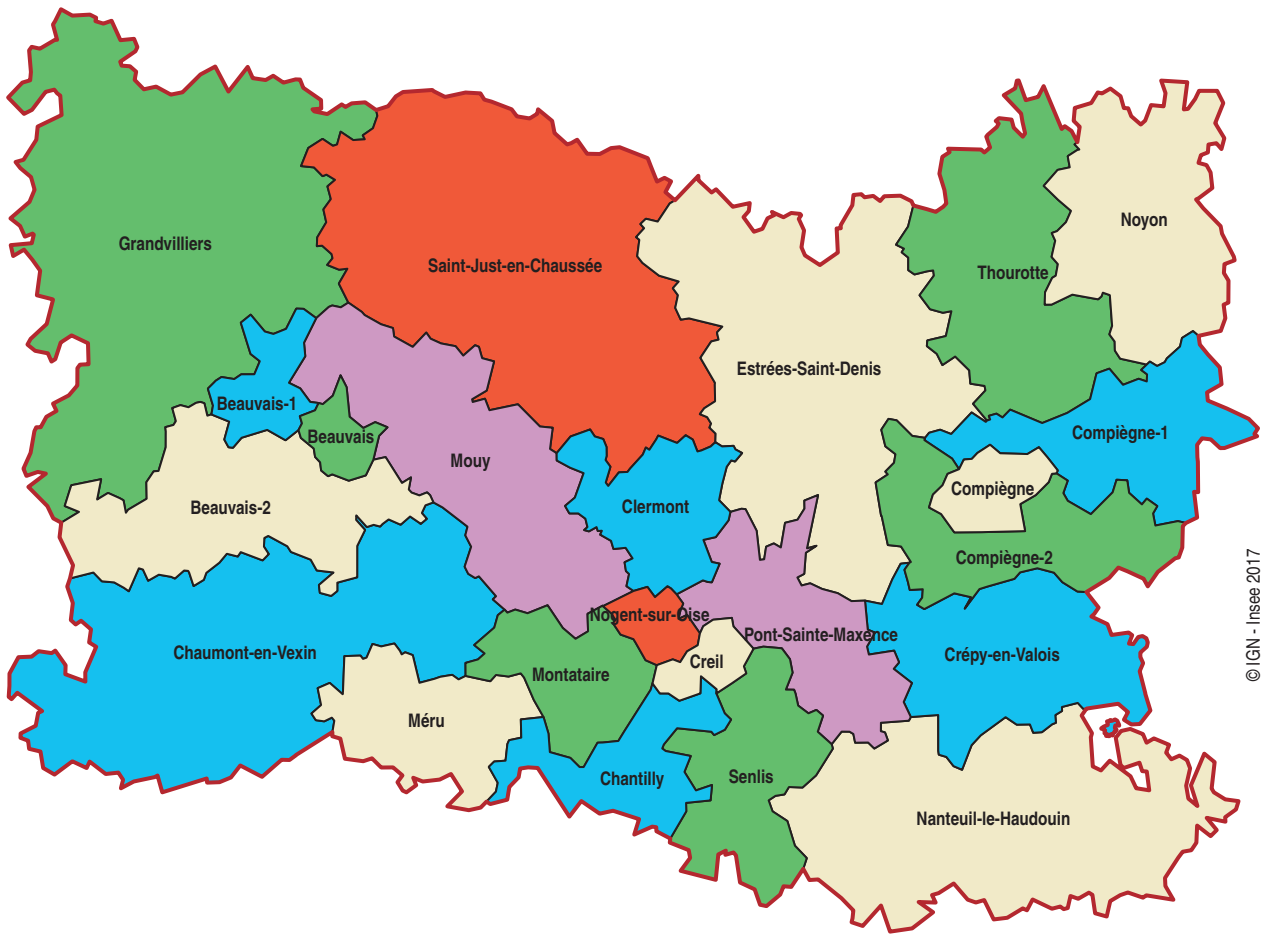 Noyon
Grandvilliers
Saint-Just-en-Chaussée
Thourotte
Estrées-Saint-Denis
Beauvais-1
Compiègne-1
Beauvais
Mouy
Compiègne
Beauvais-2
Clermont
Compiègne-2
Nogent-sur-Oise
Pont-Sainte-Maxence
Chaumont-en-Vexin
Crépy-en-Valois
Creil
Montataire
Méru
Chantilly
Senlis
Nanteuil-le-Haudouin
© IGN - Insee 2017